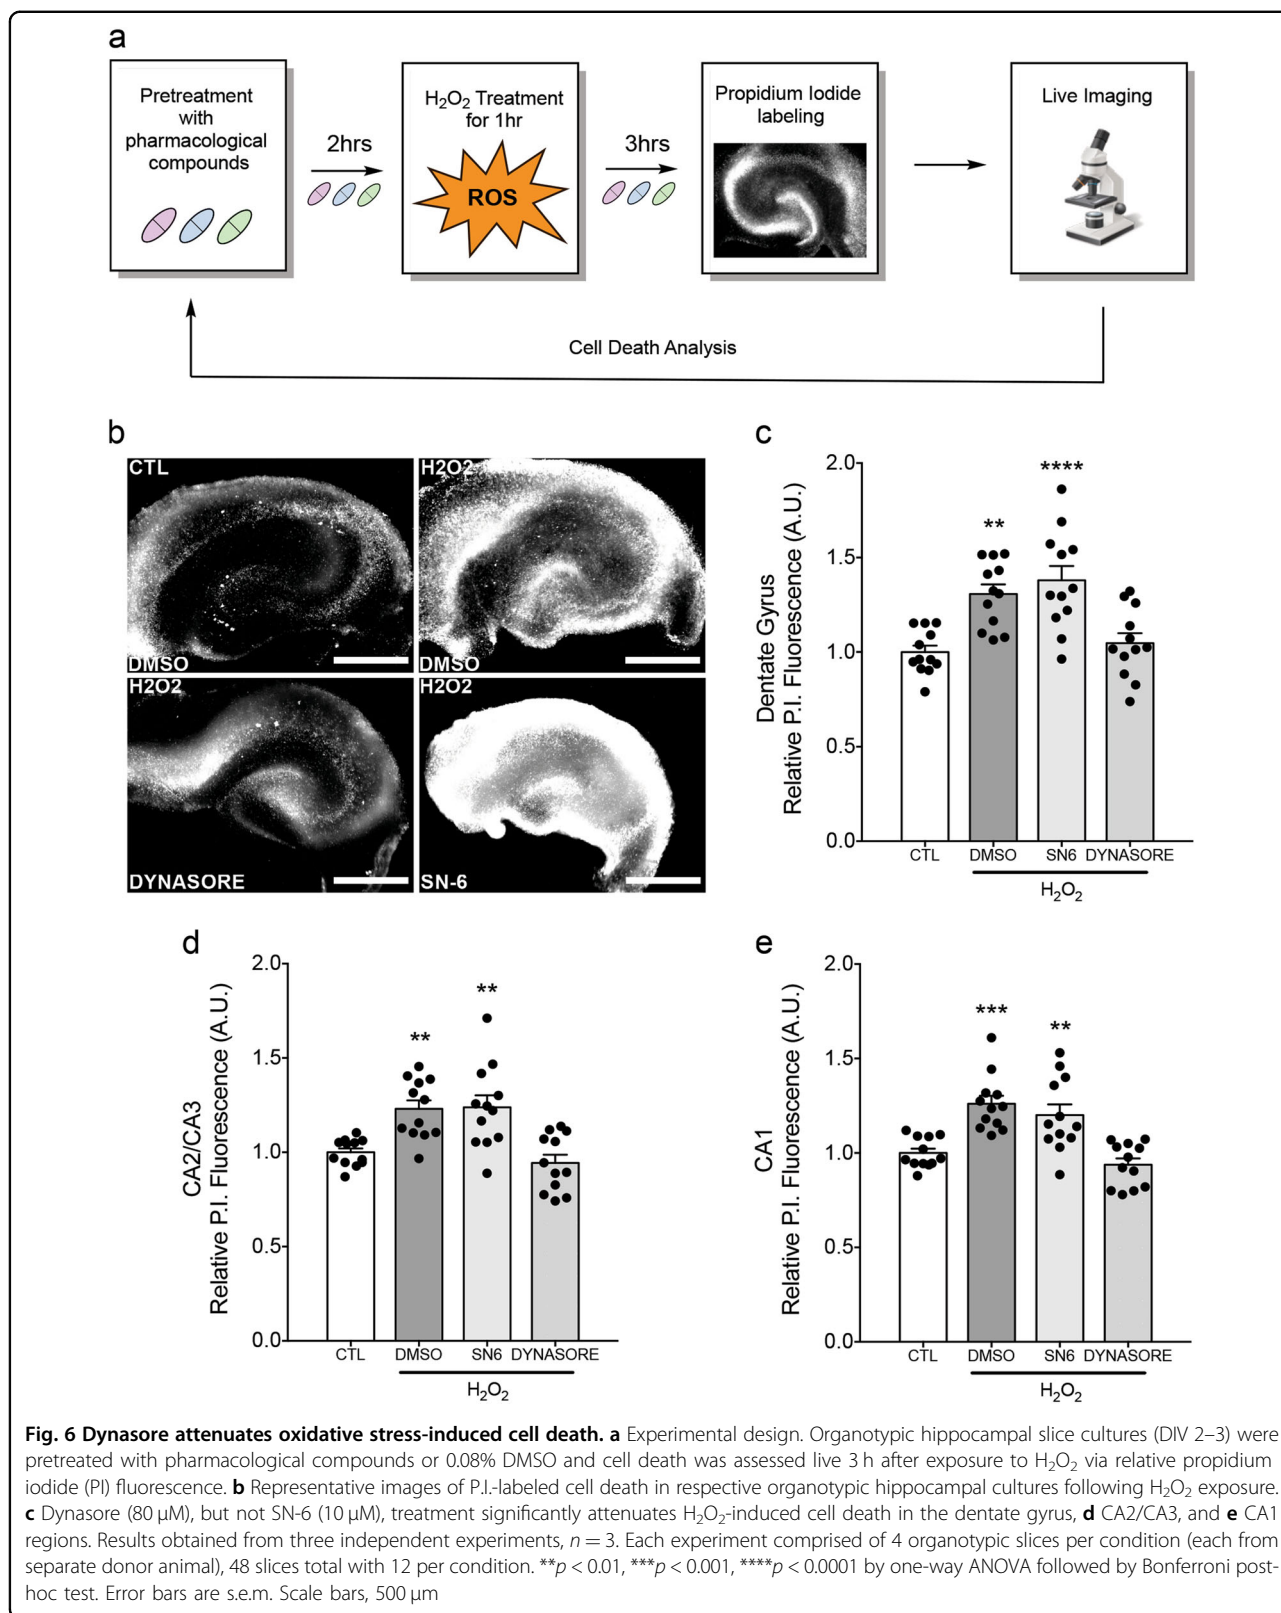 a
Pretreatment
with
pharmacological
compounds
2hrs
H₂O₂ Treatment
for 1hr
ROS
3hrs
Propidium Iodide
labeling
Live Imaging
Cell Death Analysis
b
CTL
DMSO
H2O2
DMSO
H2O2
DYNASORE
H2O2
SN-6
c
Dentate Gyrus
Relative P.I. Fluorescence (A.U.)
2.0
1.5
1.0
0.5
0.0
**
****
CTL
DMSO
SN6
DYNASORE
H₂O₂
d
CA2/CA3
Relative P.I. Fluorescence (A.U.)
2.0
1.5
1.0
0.5
0.0
**
**
CTL
DMSO
SN6
DYNASORE
H₂O₂
e
CA1
Relative P.I. Fluorescence (A.U.)
2.0
1.5
1.0
0.5
0.0
***
**
CTL
DMSO
SN6
DYNASORE
H₂O₂
Fig. 6 Dynasore attenuates oxidative stress-induced cell death. a Experimental design. Organotypic hippocampal slice cultures (DIV 2–3) were
pretreated with pharmacological compounds or 0.08% DMSO and cell death was assessed live 3 h after exposure to H₂O₂ via relative propidium
iodide (PI) fluorescence. b Representative images of P.I.-labeled cell death in respective organotypic hippocampal cultures following H₂O₂ exposure.
c Dynasore (80 μM), but not SN-6 (10 μM), treatment significantly attenuates H₂O₂-induced cell death in the dentate gyrus, d CA2/CA3, and e CA1
regions. Results obtained from three independent experiments, n = 3. Each experiment comprised of 4 organotypic slices per condition (each from
separate donor animal), 48 slices total with 12 per condition. **p < 0.01, ***p < 0.001, ****p < 0.0001 by one-way ANOVA followed by Bonferroni post-
hoc test. Error bars are s.e.m. Scale bars, 500 μm